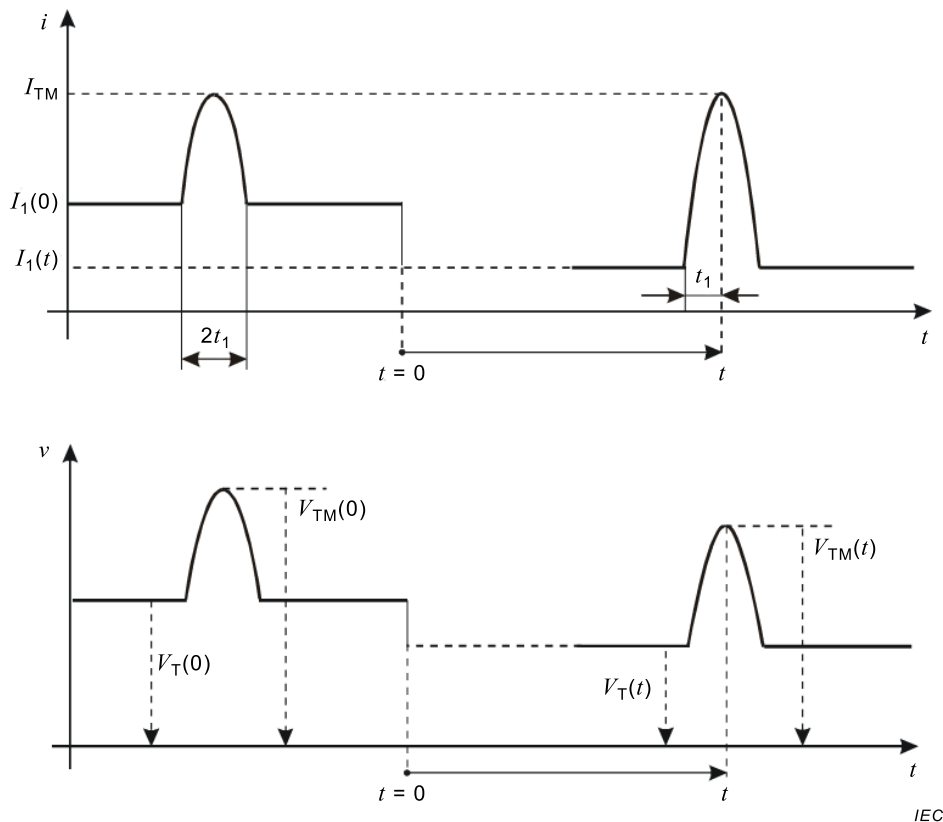 i
I_TM
I_1(0)
I_1(t)
t_1
2t_1
t
t = 0
t
v
V_TM(0)
V_TM(t)
V_T(0)
V_T(t)
t
t = 0
t
IEC